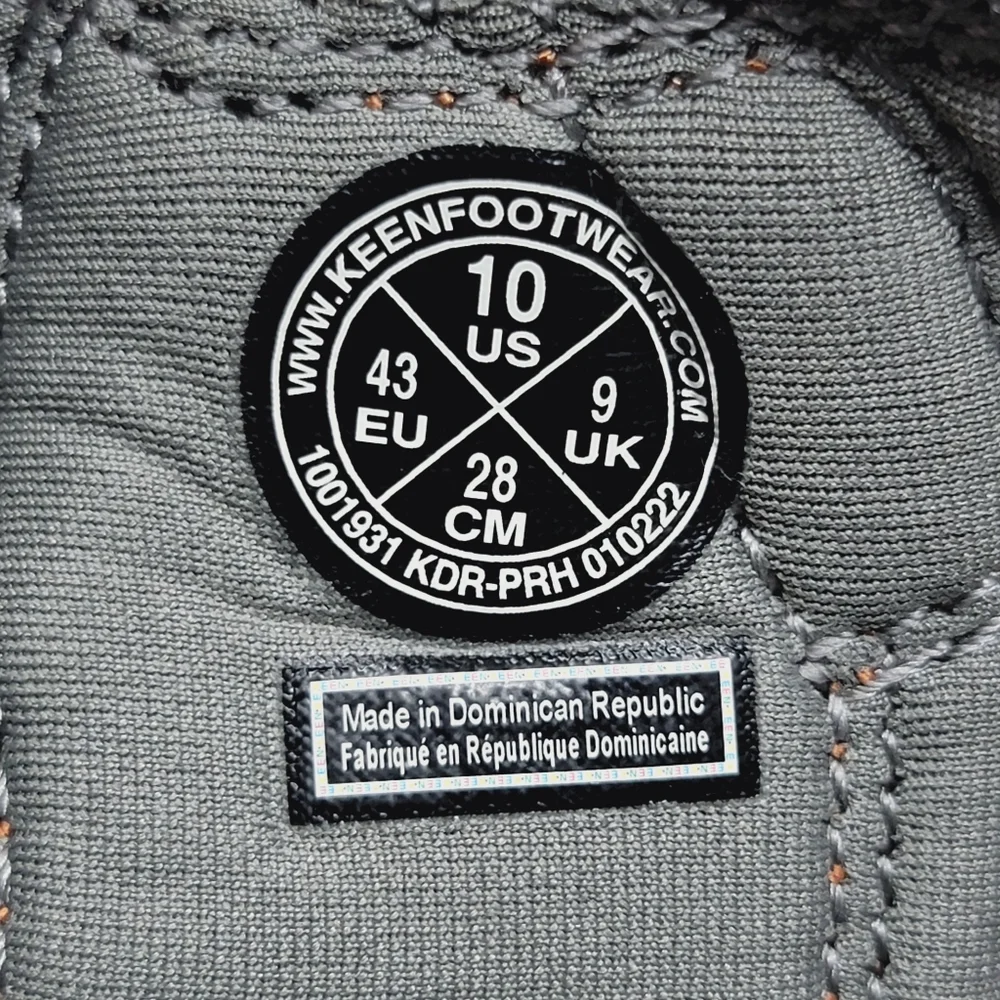 WWW.KEENFOOTWEAR.COM
10
US
43
EU
9
UK
28
CM
1001931 KDR-PRH 010222
Made in Dominican Republic
Fabriqué en République Dominicaine